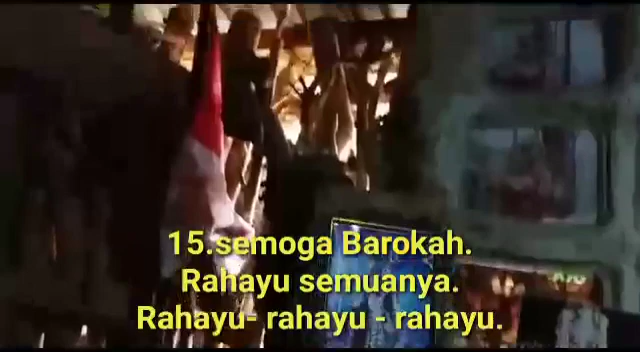 15.semoga Barokah.
Rahayu semuanya.
Rahayu- rahayu - rahayu.